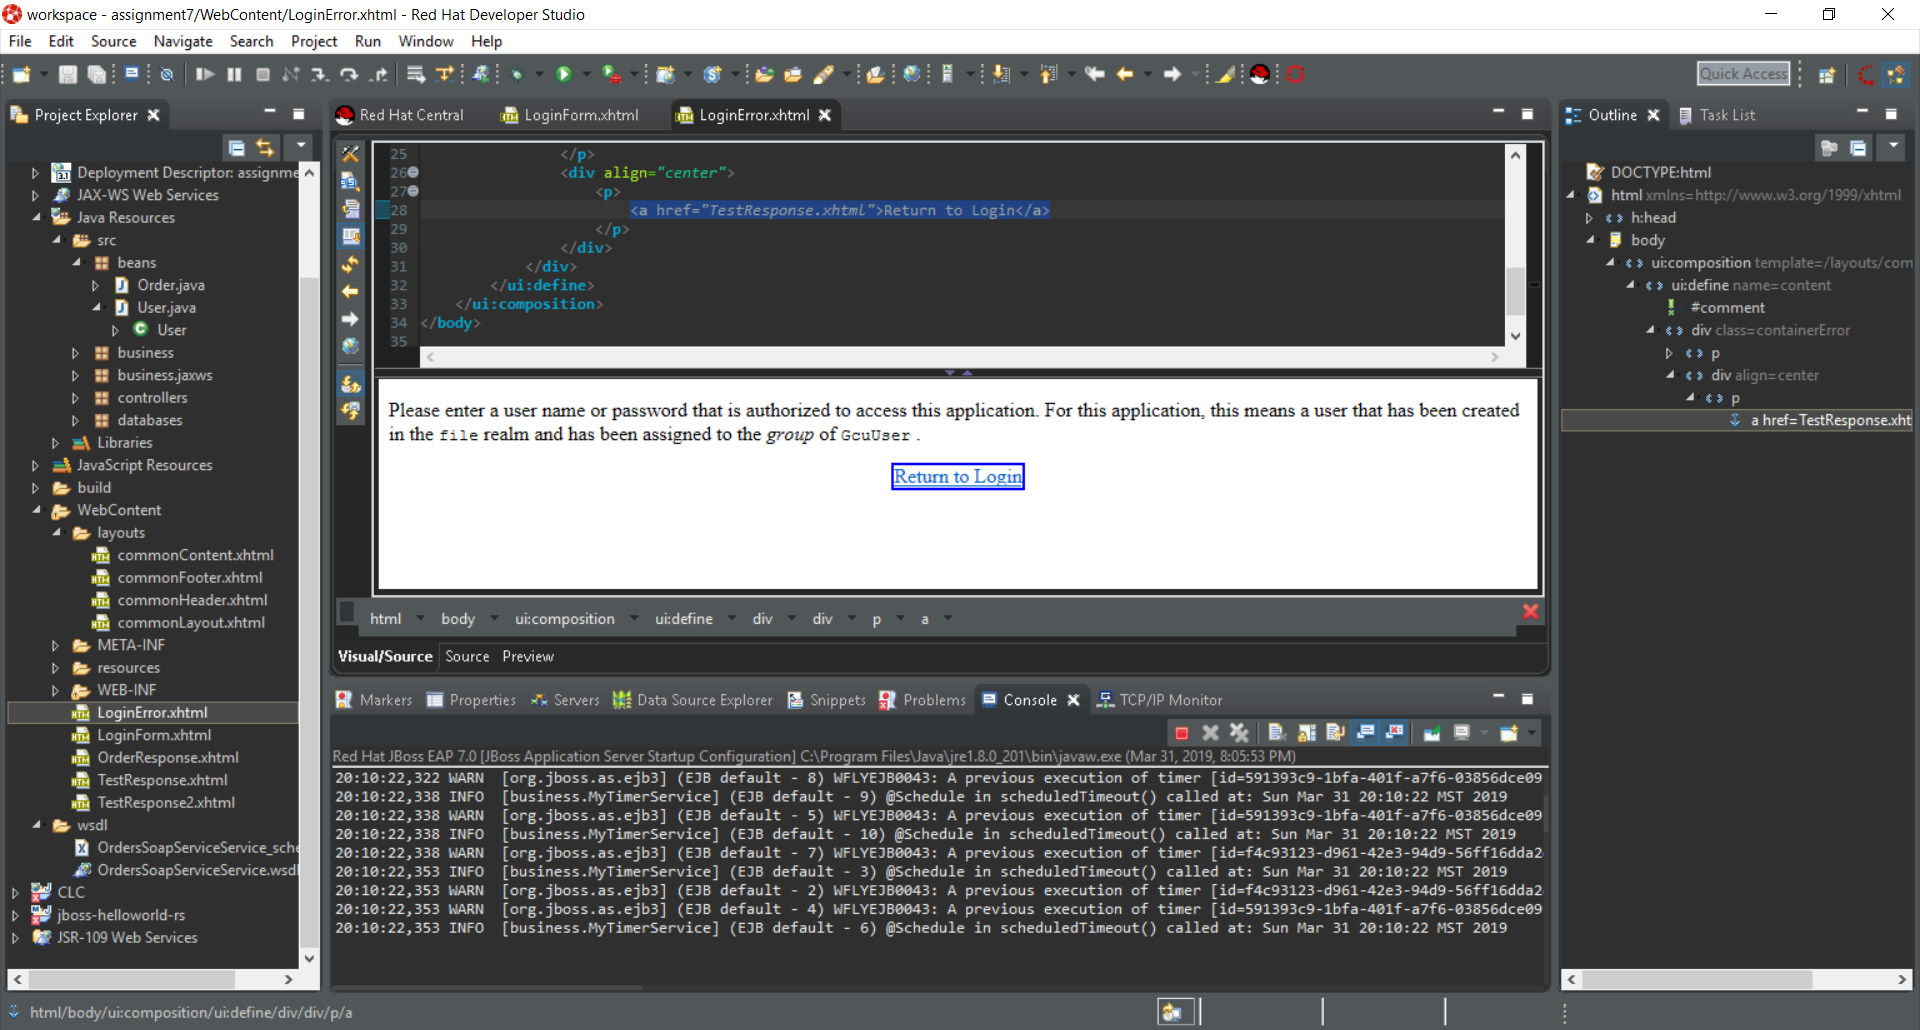 workspace - assignment7/WebContent/LoginError.xhtml - Red Hat Developer Studio
File Edit Source Navigate Search Project Run Window Help
Quick Access
Project Explorer
Deployment Descriptor: assignme
JAX-WS Web Services
Java Resources
src
beans
Order.java
User.java
User
business
business.jaxws
controllers
databases
Libraries
JavaScript Resources
build
WebContent
layouts
commonContent.xhtml
commonFooter.xhtml
commonHeader.xhtml
commonLayout.xhtml
META-INF
resources
WEB-INF
LoginError.xhtml
LoginForm.xhtml
OrderResponse.xhtml
TestResponse.xhtml
TestResponse2.xhtml
wsdl
OrdersSoapServiceService_sche
OrdersSoapServiceService.wsdl
CLC
jboss-helloworld-rs
JSR-109 Web Services
Red Hat Central LoginForm.xhtml LoginError.xhtml
25 </p>
26 <div align="center">
27 <p>
28 <a href="TestResponse.xhtml">Return to Login</a>
29 </p>
30 </div>
31 </div>
32 </ui:define>
33 </ui:composition>
34 </body>
35
Please enter a user name or password that is authorized to access this application. For this application, this means a user that has been created
in the file realm and has been assigned to the group of GcuUser .
Return to Login
html body ui:composition ui:define div div p a
Visual/Source Source Preview
Markers Properties Servers Data Source Explorer Snippets Problems Console TCP/IP Monitor
Red Hat JBoss EAP 7.0 [JBoss Application Server Startup Configuration] C:\Program Files\Java\jre1.8.0_201\bin\javaw.exe (Mar 31, 2019, 8:05:53 PM)
20:10:22,322 WARN [org.jboss.as.ejb3] (EJB default - 8) WFLYEJB0043: A previous execution of timer [id=591393c9-1bfa-401f-a7f6-03856dce09
20:10:22,338 INFO [business.MyTimerService] (EJB default - 9) @Schedule in scheduledTimeout() called at: Sun Mar 31 20:10:22 MST 2019
20:10:22,338 WARN [org.jboss.as.ejb3] (EJB default - 5) WFLYEJB0043: A previous execution of timer [id=591393c9-1bfa-401f-a7f6-03856dce09
20:10:22,338 INFO [business.MyTimerService] (EJB default - 10) @Schedule in scheduledTimeout() called at: Sun Mar 31 20:10:22 MST 2019
20:10:22,338 WARN [org.jboss.as.ejb3] (EJB default - 7) WFLYEJB0043: A previous execution of timer [id=f4c93123-d961-42e3-94d9-56ff16dda2
20:10:22,353 INFO [business.MyTimerService] (EJB default - 3) @Schedule in scheduledTimeout() called at: Sun Mar 31 20:10:22 MST 2019
20:10:22,353 WARN [org.jboss.as.ejb3] (EJB default - 2) WFLYEJB0043: A previous execution of timer [id=f4c93123-d961-42e3-94d9-56ff16dda2
20:10:22,353 WARN [org.jboss.as.ejb3] (EJB default - 4) WFLYEJB0043: A previous execution of timer [id=591393c9-1bfa-401f-a7f6-03856dce09
20:10:22,353 INFO [business.MyTimerService] (EJB default - 6) @Schedule in scheduledTimeout() called at: Sun Mar 31 20:10:22 MST 2019
Outline Task List
DOCTYPE:html
html xmlns=http://www.w3.org/1999/xhtml
h:head
body
ui:composition template=/layouts/com
ui:define name=content
#comment
div class=containerError
p
div align=center
p
a href=TestResponse.xht
html/body/ui:composition/ui:define/div/div/p/a